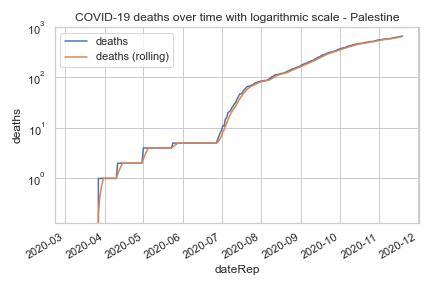 COVID-19 deaths over time with logarithmic scale - Palestine
deaths
deaths (rolling)
10³
10²
10¹
10⁰
deaths
2020-03
2020-04
2020-05
2020-06
2020-07
2020-08
2020-09
2020-10
2020-11
2020-12
dateRep